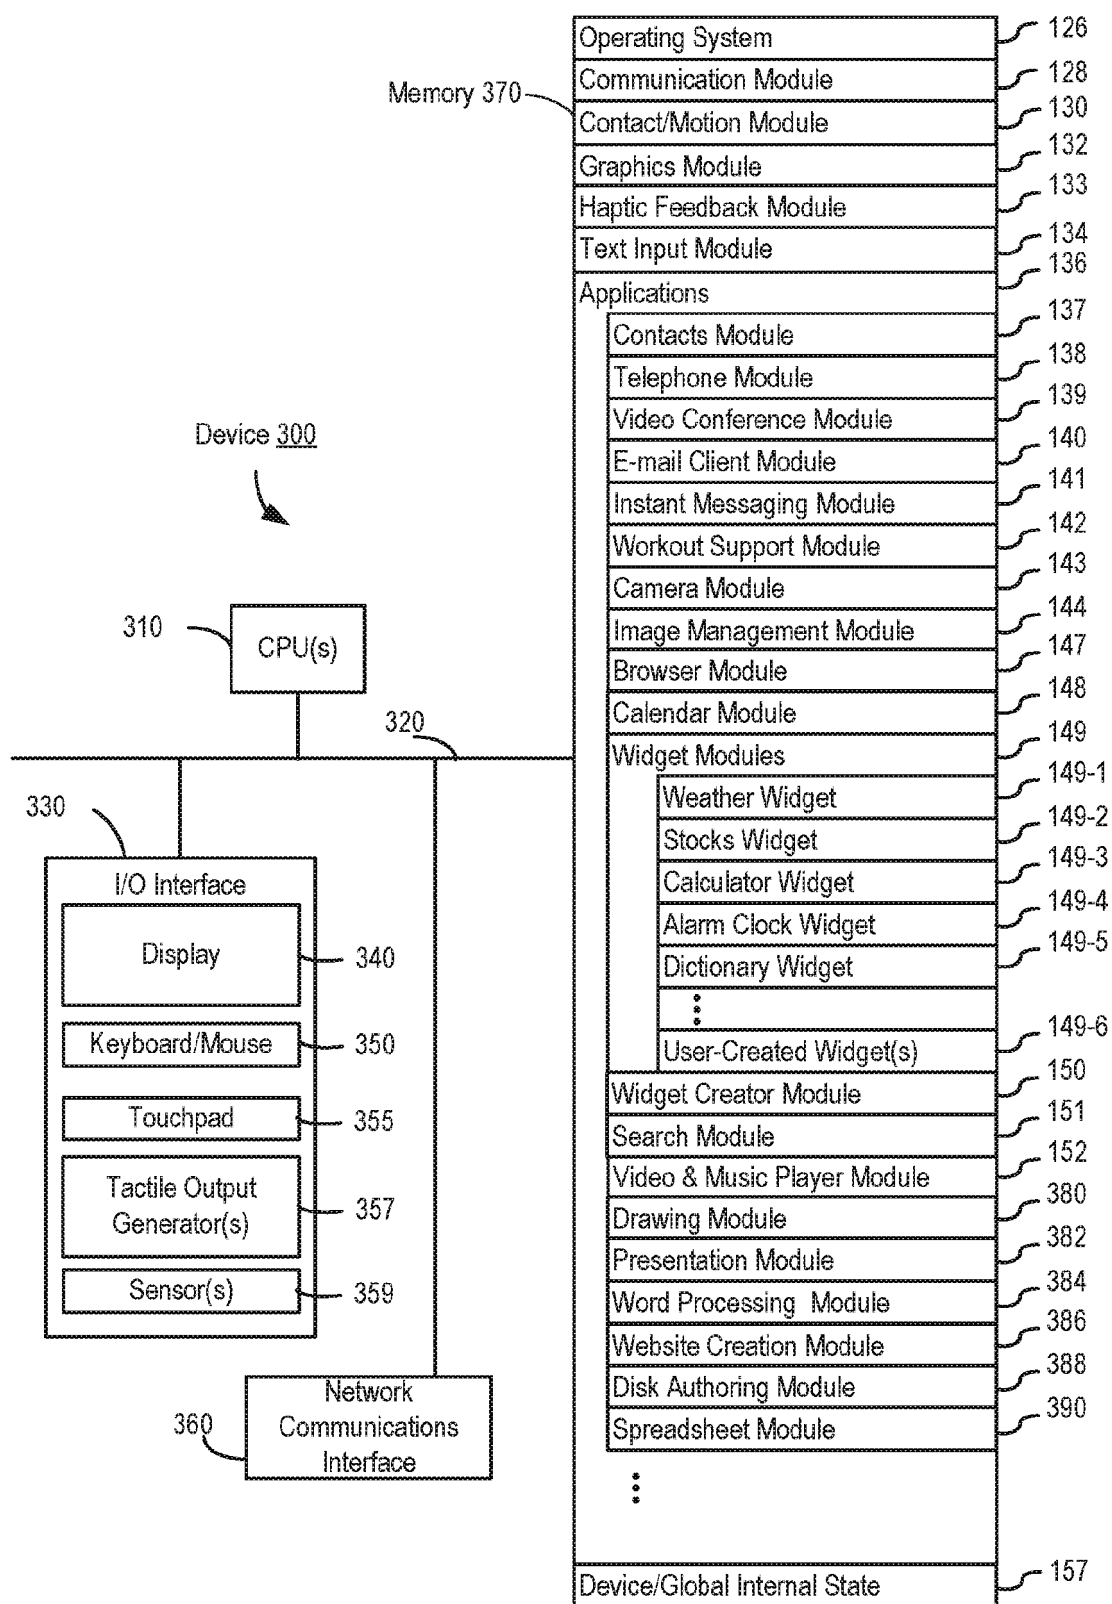 Operating System 126
Communication Module 128
Memory 370
Contact/Motion Module 130
Graphics Module 132
Haptic Feedback Module 133
Text Input Module 134
Applications 136
Contacts Module 137
Telephone Module 138
Video Conference Module 139
E-mail Client Module 140
Instant Messaging Module 141
Workout Support Module 142
Camera Module 143
Image Management Module 144
Browser Module 147
Calendar Module 148
Widget Modules 149
Weather Widget 149-1
Stocks Widget 149-2
Calculator Widget 149-3
Alarm Clock Widget 149-4
Dictionary Widget 149-5
User-Created Widget(s) 149-6
Widget Creator Module 150
Search Module 151
Video & Music Player Module 152
Drawing Module 380
Presentation Module 382
Word Processing Module 384
Website Creation Module 386
Disk Authoring Module 388
Spreadsheet Module 390
Device/Global Internal State 157
Device 300
310
CPU(s)
320
330
I/O Interface
Display 340
Keyboard/Mouse 350
Touchpad 355
Tactile Output
Generator(s) 357
Sensor(s) 359
360
Network
Communications
Interface